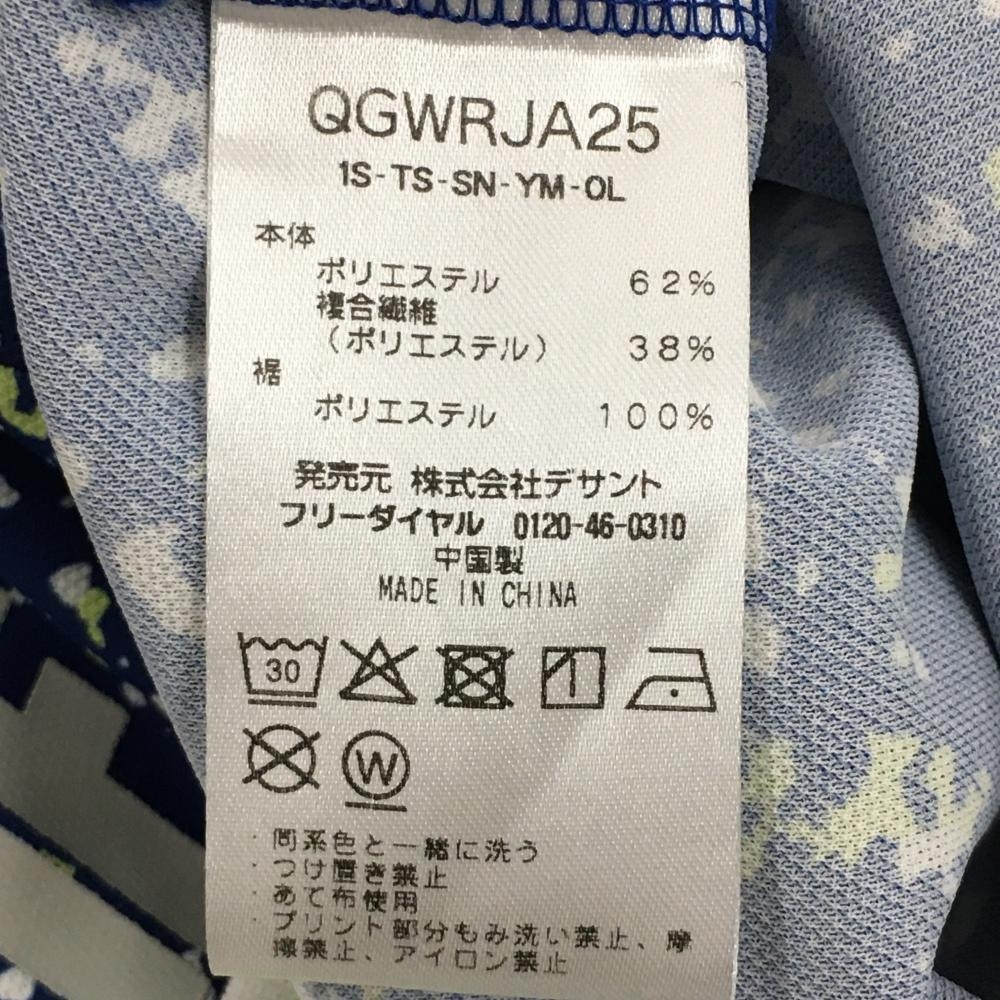 QGWRJA25
1S-TS-SN-YM-OL
本体
ポリエステル 62%
複合繊維
(ポリエステル) 38%
裾
ポリエステル 100%
発売元 株式会社デサント
フリーダイヤル 0120-46-0310
中国製
MADE IN CHINA
30
W
・同系色と一緒に洗う
・つけ置き禁止
・あて布使用
・プリント部分もみ洗い禁止、摩
擦禁止、アイロン禁止